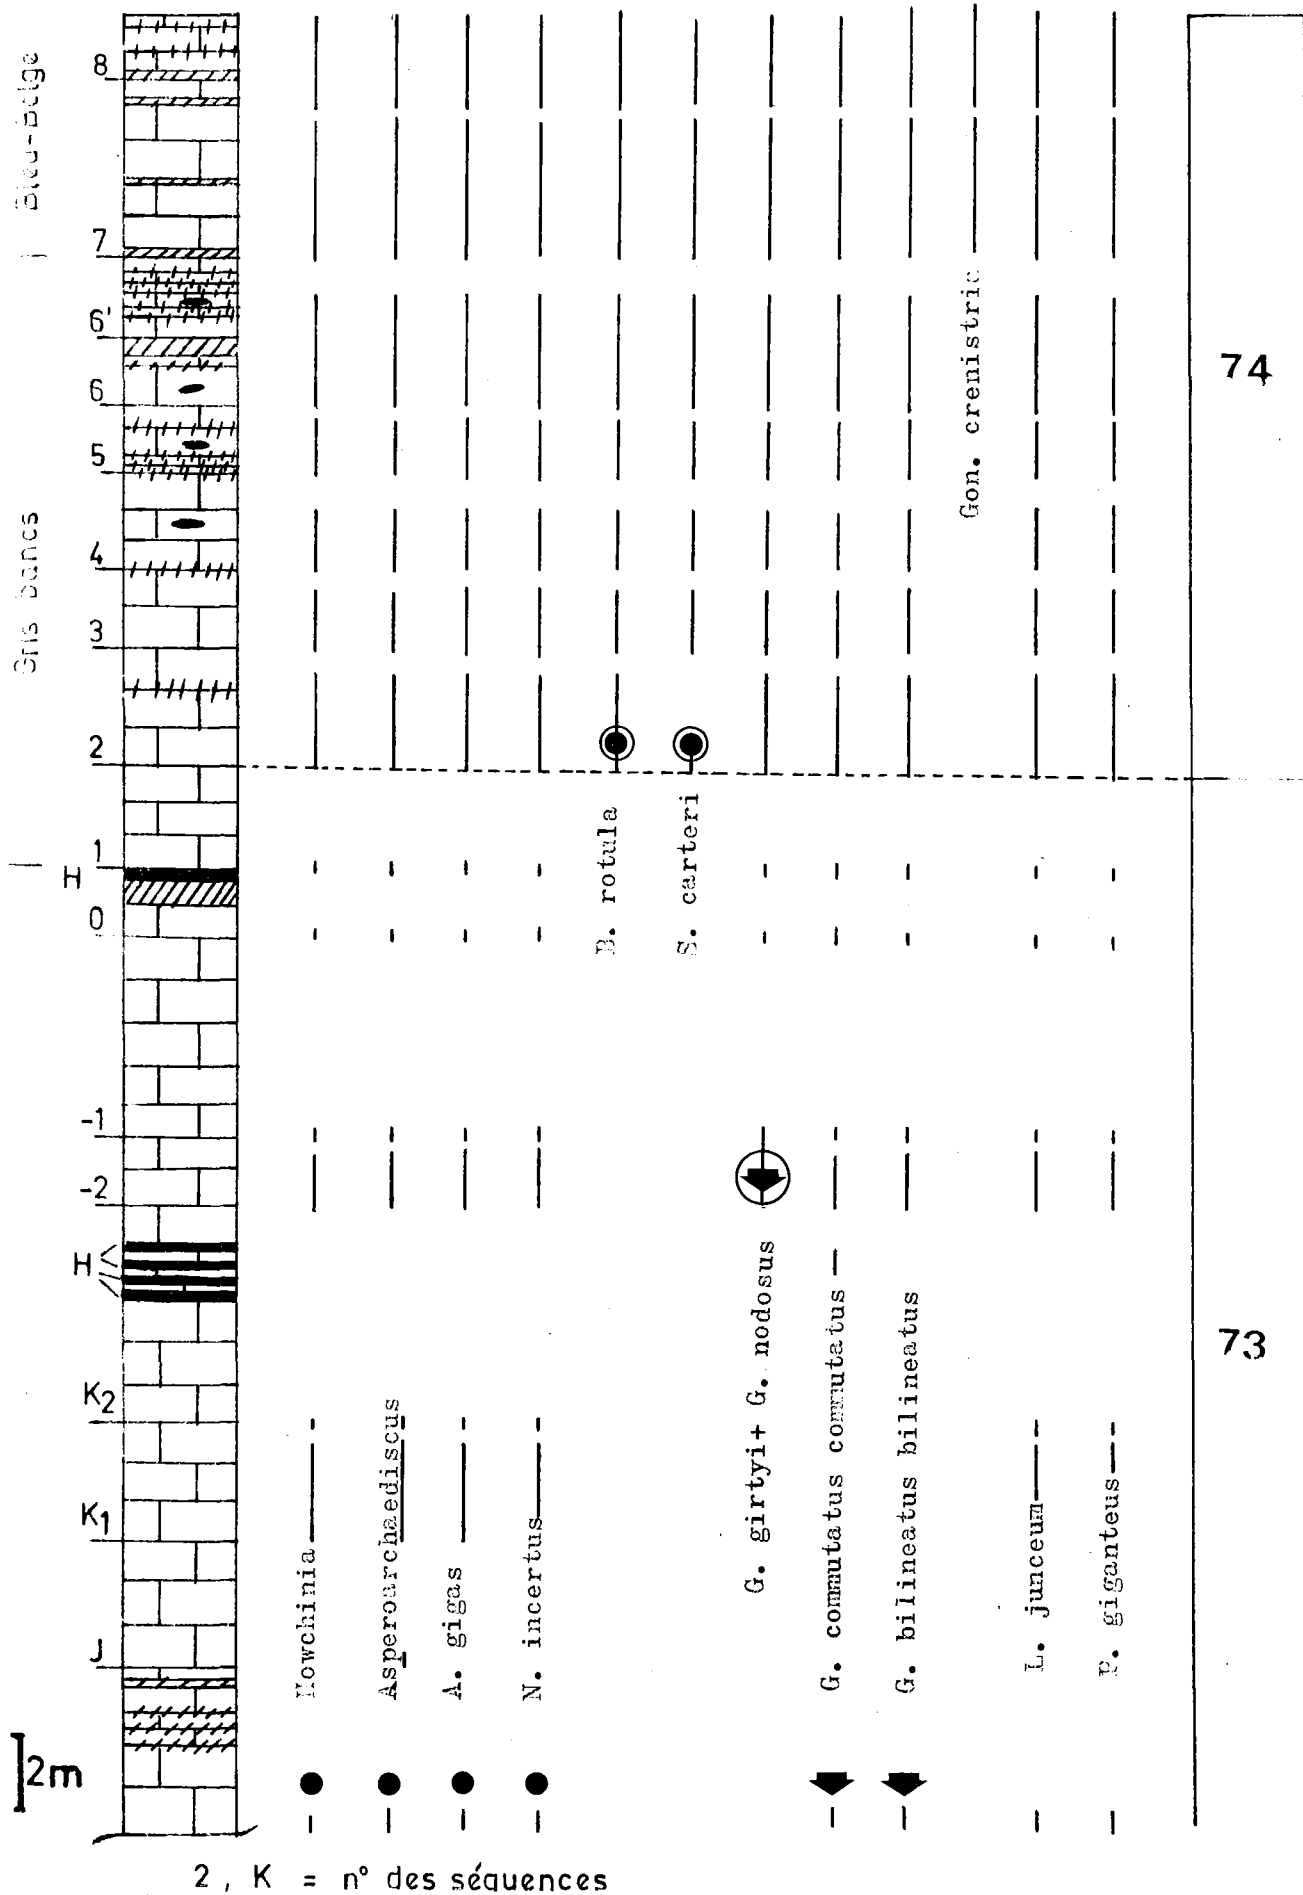 Bleu-Belge
8
7
6'
6
5
Gris bancs
4
3
2
1
H
0
-1
-2
H
K2
K1
J
2m
Howchinia
Asperoarchaediscus
A. gigas
N. incertus
B. rotula
S. carteri
G. girtyi+ G. nodosus
G. commutatus commutatus
G. bilineatus bilineatus
Gon. crenistric
L. junceum
P. giganteus
74
73
2, K = n° des séquences